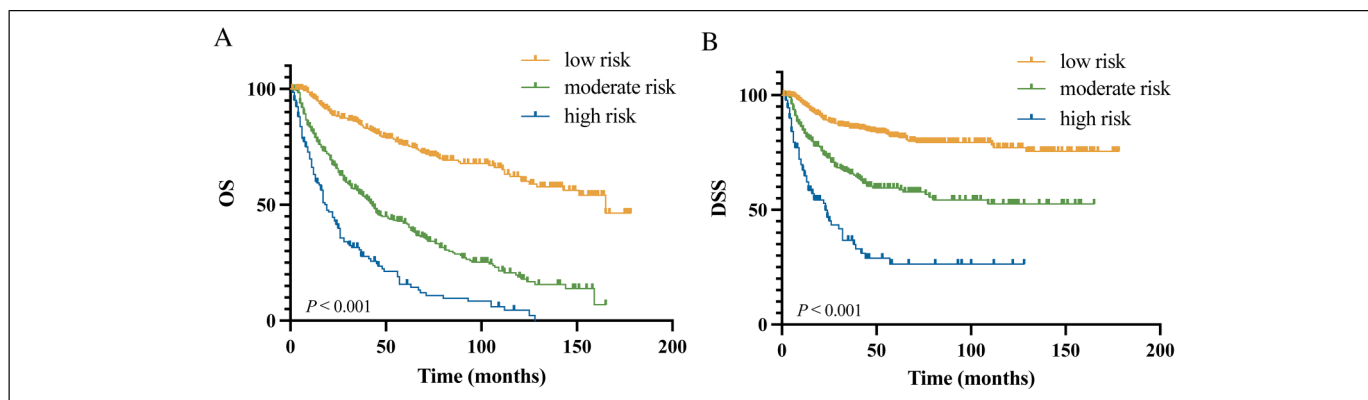 A
low risk
moderate risk
high risk
100
50
0
OS
P < 0.001
0 50 100 150 200
Time (months)
B
low risk
moderate risk
high risk
100
50
0
DSS
P < 0.001
0 50 100 150 200
Time (months)